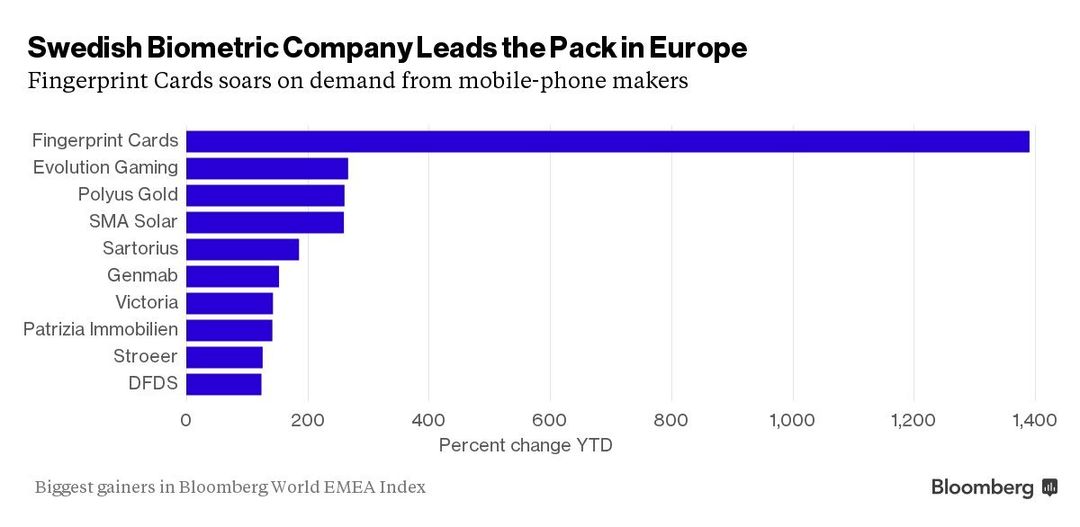 Swedish Biometric Company Leads the Pack in Europe
Fingerprint Cards soars on demand from mobile-phone makers
Fingerprint Cards
Evolution Gaming
Polyus Gold
SMA Solar
Sartorius
Genmab
Victoria
Patrizia Immobilien
Stroeer
DFDS
0 200 400 600 800 1,000 1,200 1,400
Percent change YTD
Biggest gainers in Bloomberg World EMEA Index
Bloomberg